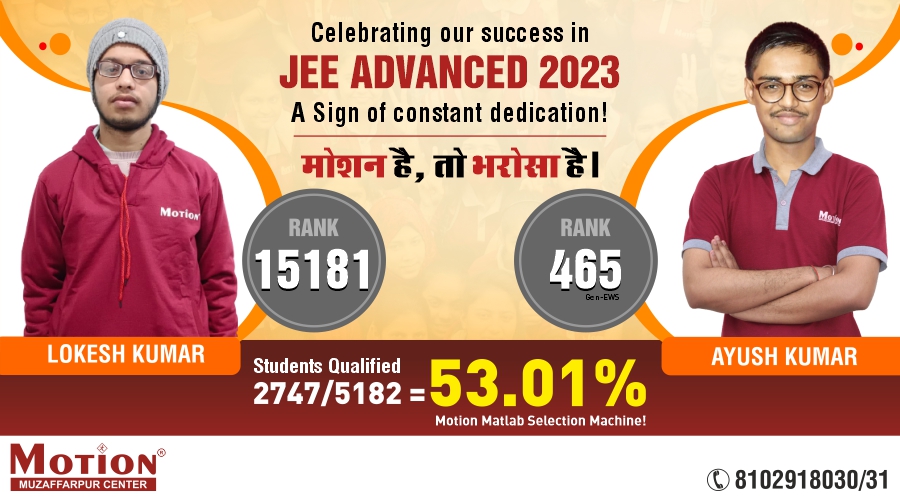 Celebrating our success in
JEE ADVANCED 2023
A Sign of constant dedication!
मोशन है, तो भरोसा है।
MOTION
RANK
15181
RANK
465
Gen-EWS
Motion
LOKESH KUMAR
AYUSH KUMAR
Students Qualified
2747/5182 = 53.01%
Motion Matlab Selection Machine!
MOTION®
MUZAFFARPUR CENTER
8102918030/31